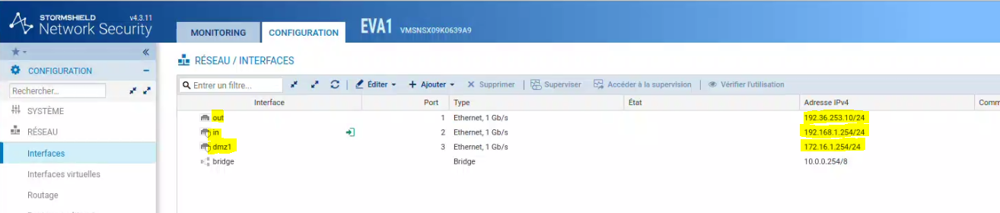 STORMSHIELD v4.3.11
Network Security
MONITORING CONFIGURATION EVA1 VMSNSX09K0639A9
CONFIGURATION
Rechercher...
SYSTÈME
RÉSEAU
Interfaces
Interfaces virtuelles
Routage
RÉSEAU / INTERFACES
Entrer un filtre... Éditer Ajouter Supprimer Superviser Accéder à la supervision Vérifier l'utilisation
Interface Port Type État Adresse IPv4 Comm
out 1 Ethernet, 1 Gb/s 192.36.253.10/24
in 2 Ethernet, 1 Gb/s 192.168.1.254/24
dmz1 3 Ethernet, 1 Gb/s 172.16.1.254/24
bridge Bridge 10.0.0.254/8